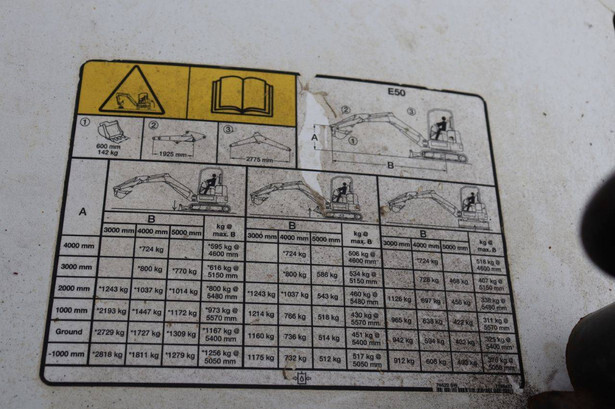 E50
① ② ③ ② ③
A ①
600 mm
142 kg
1925 mm 2775 mm B
A B B B
3000 mm 4000 mm 5000 mm kg @ max. B 3000 mm 4000 mm 5000 mm kg @ max. B 3000 mm 4000 mm 5000 mm kg @ max. B
4000 mm *724 kg *595 kg @ 4600 mm *724 kg 506 kg @ 4600 mm *724 kg
3000 mm *800 kg *770 kg *616 kg @ 5150 mm *800 kg 586 kg 534 kg @ 5150 mm 728 kg
2000 mm *1243 kg *1037 kg *1014 kg *800 kg @ 5480 mm *1243 kg *1037 kg 543 kg 460 kg @ 5480 mm 1126 kg 697 kg
1000 mm *2193 kg *1447 kg *1172 kg *973 kg @ 5570 mm 1214 kg 766 kg 518 kg 430 kg @ 5570 mm 965 kg 311 kg @ 5570 mm
Ground *2729 kg *1727 kg *1309 kg *1167 kg @ 5400 mm 1160 kg 736 kg 514 kg 451 kg @ 5400 mm 942 kg 325 kg @ 5400 mm
-1000 mm *2818 kg *1811 kg *1279 kg *1256 kg @ 5050 mm 1175 kg 732 kg 512 kg 517 kg @ 5050 mm 912 kg